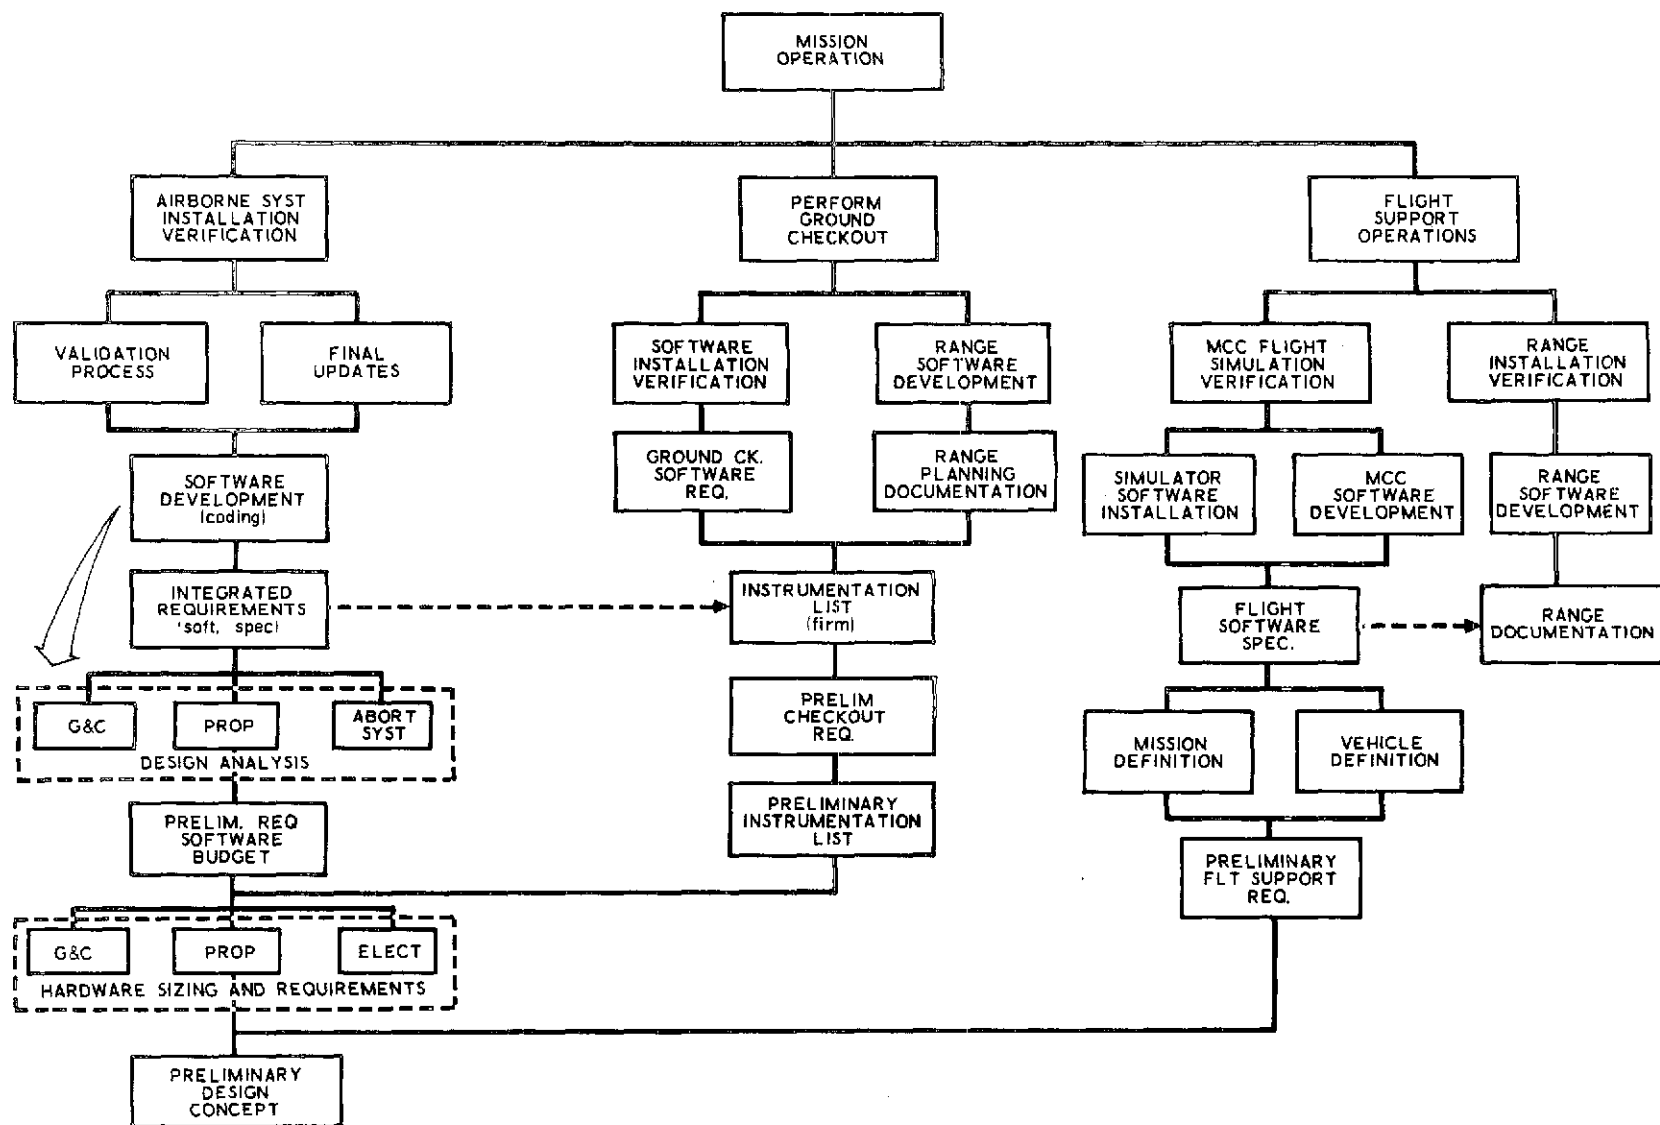 MISSION
OPERATION
AIRBORNE SYST
INSTALLATION
VERIFICATION
PERFORM
GROUND
CHECKOUT
FLIGHT
SUPPORT
OPERATIONS
VALIDATION
PROCESS
FINAL
UPDATES
SOFTWARE
INSTALLATION
VERIFICATION
RANGE
SOFTWARE
DEVELOPMENT
MCC FLIGHT
SIMULATION
VERIFICATION
RANGE
INSTALLATION
VERIFICATION
SOFTWARE
DEVELOPMENT
(coding)
GROUND CK.
SOFTWARE
REQ.
RANGE
PLANNING
DOCUMENTATION
SIMULATOR
SOFTWARE
INSTALLATION
MCC
SOFTWARE
DEVELOPMENT
RANGE
SOFTWARE
DEVELOPMENT
INTEGRATED
REQUIREMENTS
'soft, spec)
INSTRUMENTATION
LIST
(firm)
FLIGHT
SOFTWARE
SPEC.
RANGE
DOCUMENTATION
G&C
PROP
ABORT
SYST
DESIGN ANALYSIS
PRELIM
CHECKOUT
REQ.
MISSION
DEFINITION
VEHICLE
DEFINITION
PRELIM. REQ
SOFTWARE
BUDGET
PRELIMINARY
INSTRUMENTATION
LIST
PRELIMINARY
FLT SUPPORT
REQ.
G&C
PROP
ELECT
HARDWARE SIZING AND REQUIREMENTS
PRELIMINARY
DESIGN
CONCEPT